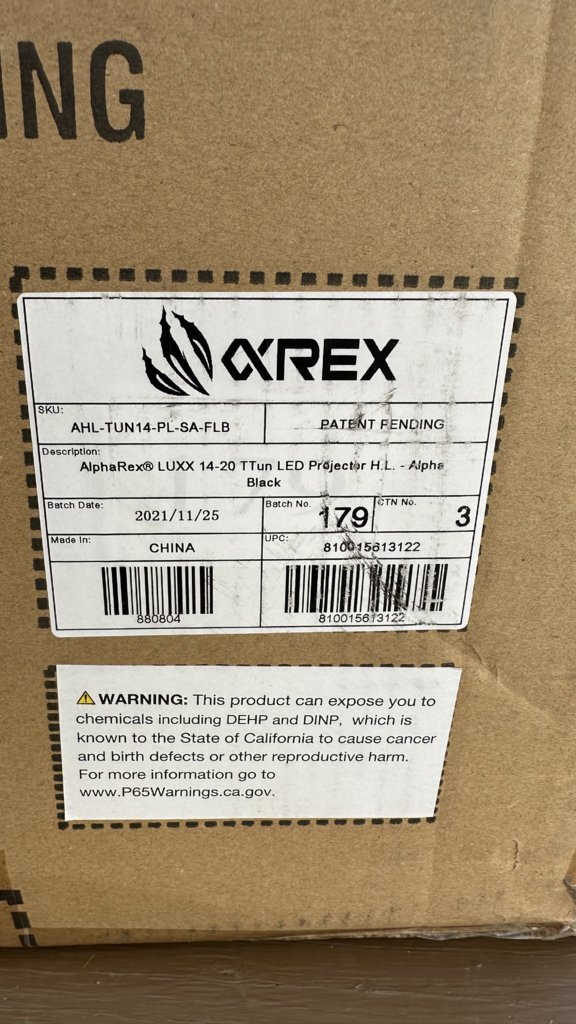 ING
αREX
SKU:
AHL-TUN14-PL-SA-FLB
PATENT PENDING
Description:
AlphaRex® LUXX 14-20 TTun LED Projector H.L. - Alpha
Black
Batch Date:
2021/11/25
Batch No.
179
CTN No.
3
Made In:
CHINA
UPC:
810015613122
880804
810015613122
WARNING: This product can expose you to
chemicals including DEHP and DINP, which is
known to the State of California to cause cancer
and birth defects or other reproductive harm.
For more information go to
www.P65Warnings.ca.gov.